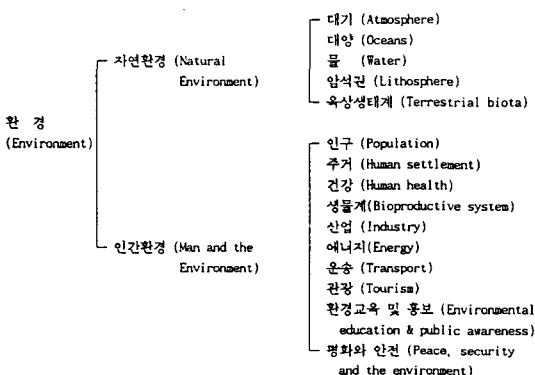 대기 (Atmosphere)
대양 (Oceans)
자연환경 (Natural
Environment)
물 (Water)
암석권 (Lithosphere)
육상생태계 (Terrestrial biota)
환 경
(Environment)
인구 (Population)
주거 (Human settlement)
건강 (Human health)
생물계(Bioproductive system)
산업 (Industry)
인간환경 (Man and the
Environment)
에너지(Energy)
운송 (Transport)
관광 (Tourism)
환경교육 및 홍보 (Environmental
education & public awareness)
평화와 안전 (Peace, security
and the environment)